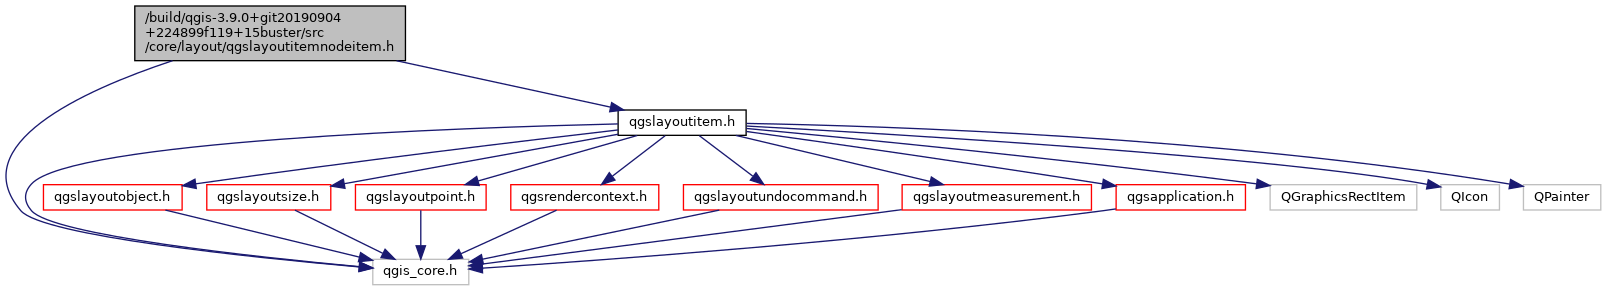 /build/qgis-3.9.0+git20190904
+224899f119+15buster/src
/core/layout/qgslayoutitemnodeitem.h
qgslayoutitem.h
qgslayoutobject.h
qgslayoutsize.h
qgslayoutpoint.h
qgsrendercontext.h
qgslayoutundocommand.h
qgslayoutmeasurement.h
qgsapplication.h
QGraphicsRectItem
QIcon
QPainter
qgis_core.h